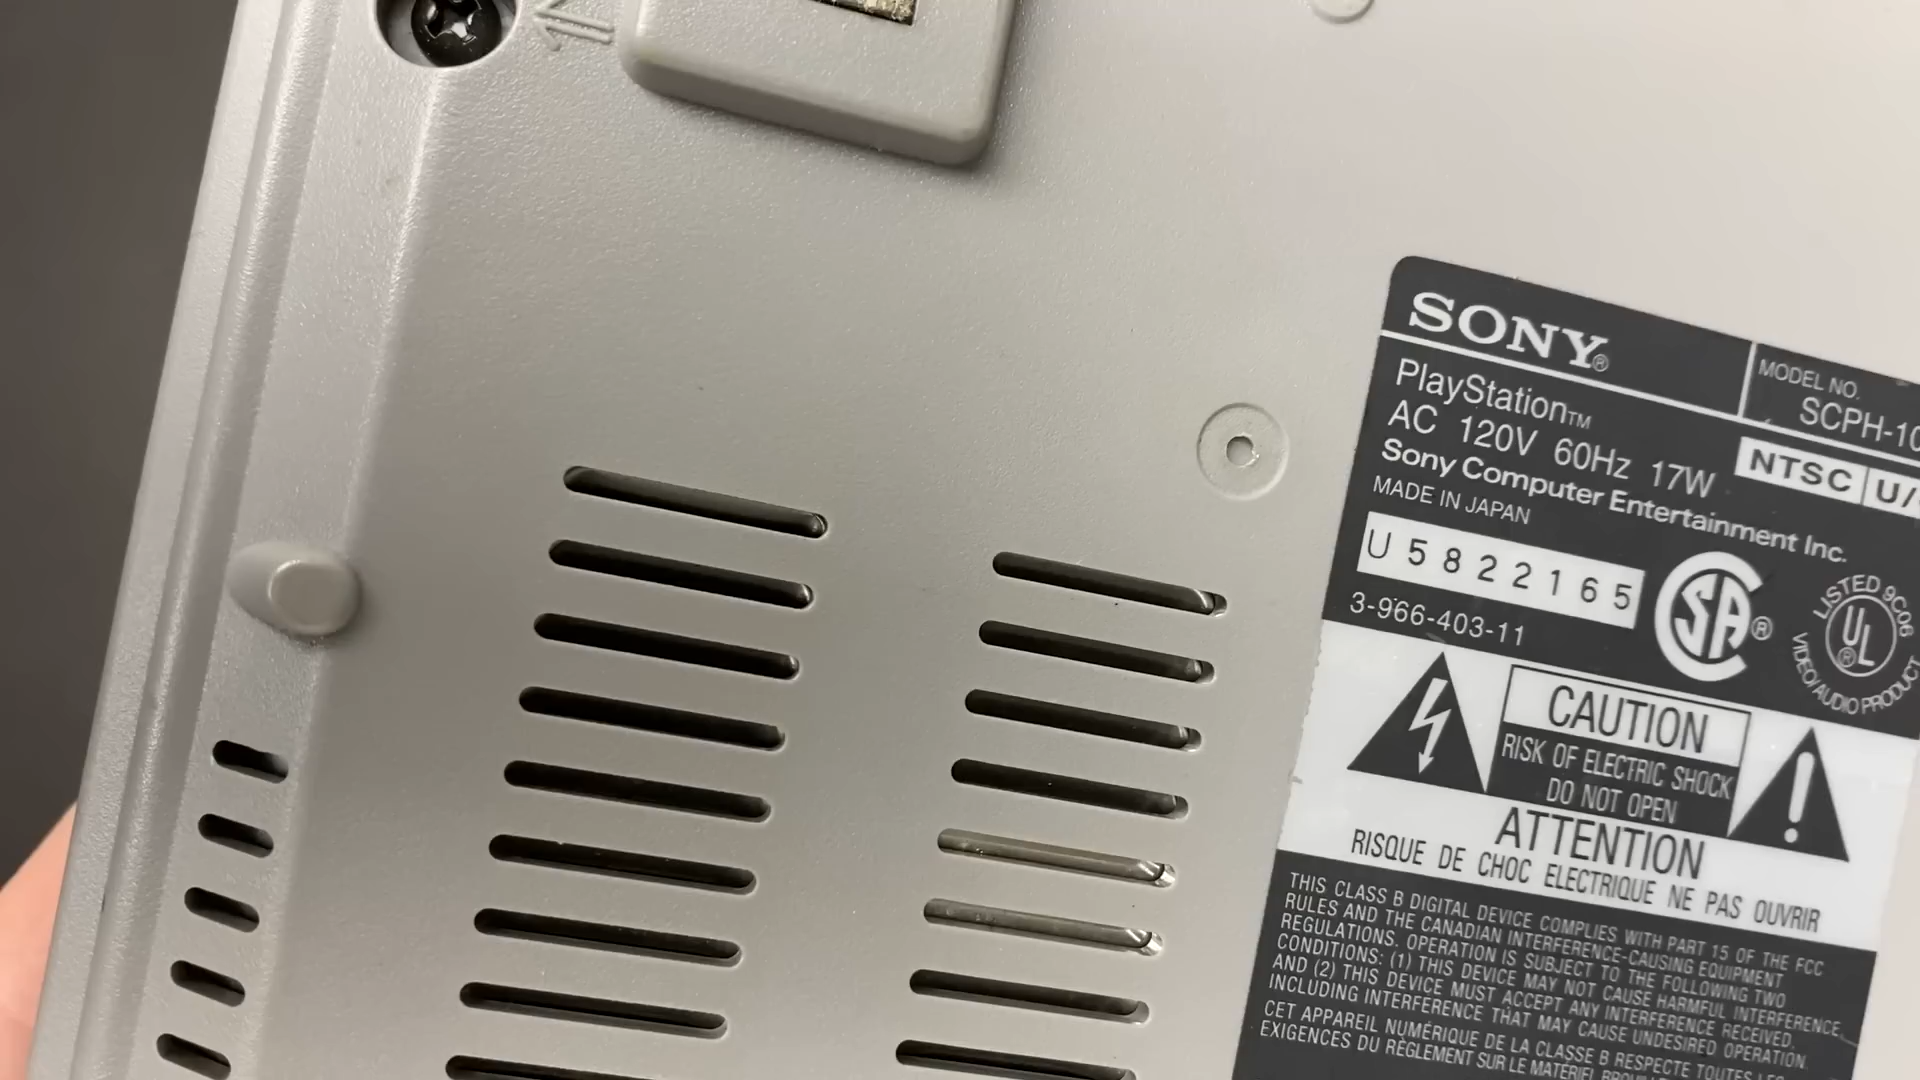 SONY®
MODEL NO.
SCPH-10
PlayStation™
AC 120V 60Hz 17W
NTSC U/
Sony Computer Entertainment Inc.
MADE IN JAPAN
U5822165
3-966-403-11
SA ®
LISTED 9C06
UL ®
VIDEO/AUDIO PRODUCT
CAUTION
RISK OF ELECTRIC SHOCK
DO NOT OPEN
ATTENTION
RISQUE DE CHOC ELECTRIQUE NE PAS OUVRIR
THIS CLASS B DIGITAL DEVICE COMPLIES WITH PART 15 OF THE FCC
RULES AND THE CANADIAN INTERFERENCE-CAUSING EQUIPMENT
REGULATIONS. OPERATION IS SUBJECT TO THE FOLLOWING TWO
CONDITIONS: (1) THIS DEVICE MAY NOT CAUSE HARMFUL INTERFERENCE,
AND (2) THIS DEVICE MUST ACCEPT ANY INTERFERENCE RECEIVED,
INCLUDING INTERFERENCE THAT MAY CAUSE UNDESIRED OPERATION.
CET APPAREIL NUMÉRIQUE DE LA CLASSE B RESPECTE TOUTES LES
EXIGENCES DU RÈGLEMENT SUR LE MATÉRIEL